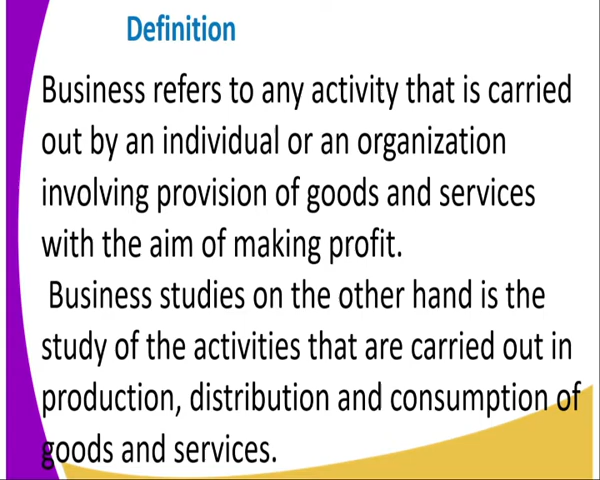 Definition
Business refers to any activity that is carried
out by an individual or an organization
involving provision of goods and services
with the aim of making profit.
Business studies on the other hand is the
study of the activities that are carried out in
production, distribution and consumption of
goods and services.